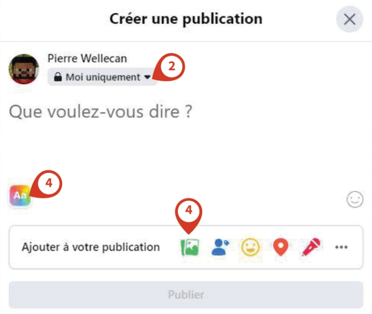 Créer une publication
Pierre Wellecan
Moi uniquement
2
Que voulez-vous dire ?
Aa
4
4
Ajouter à votre publication
Publier